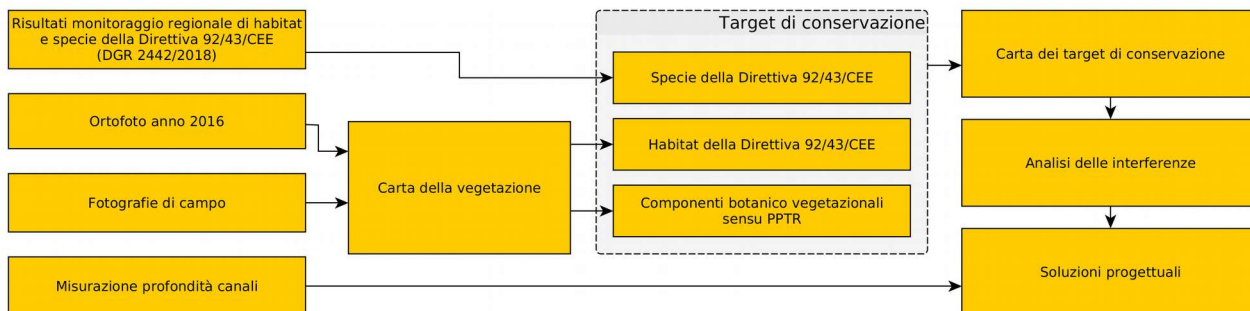 Risultati monitoraggio regionale di habitat
e specie della Direttiva 92/43/CEE
(DGR 2442/2018)
Ortofoto anno 2016
Fotografie di campo
Misurazione profondità canali
Carta della vegetazione
Target di conservazione
Specie della Direttiva 92/43/CEE
Habitat della Direttiva 92/43/CEE
Componenti botanico vegetazionali
sensu PPTR
Carta dei target di conservazione
Analisi delle interferenze
Soluzioni progettuali